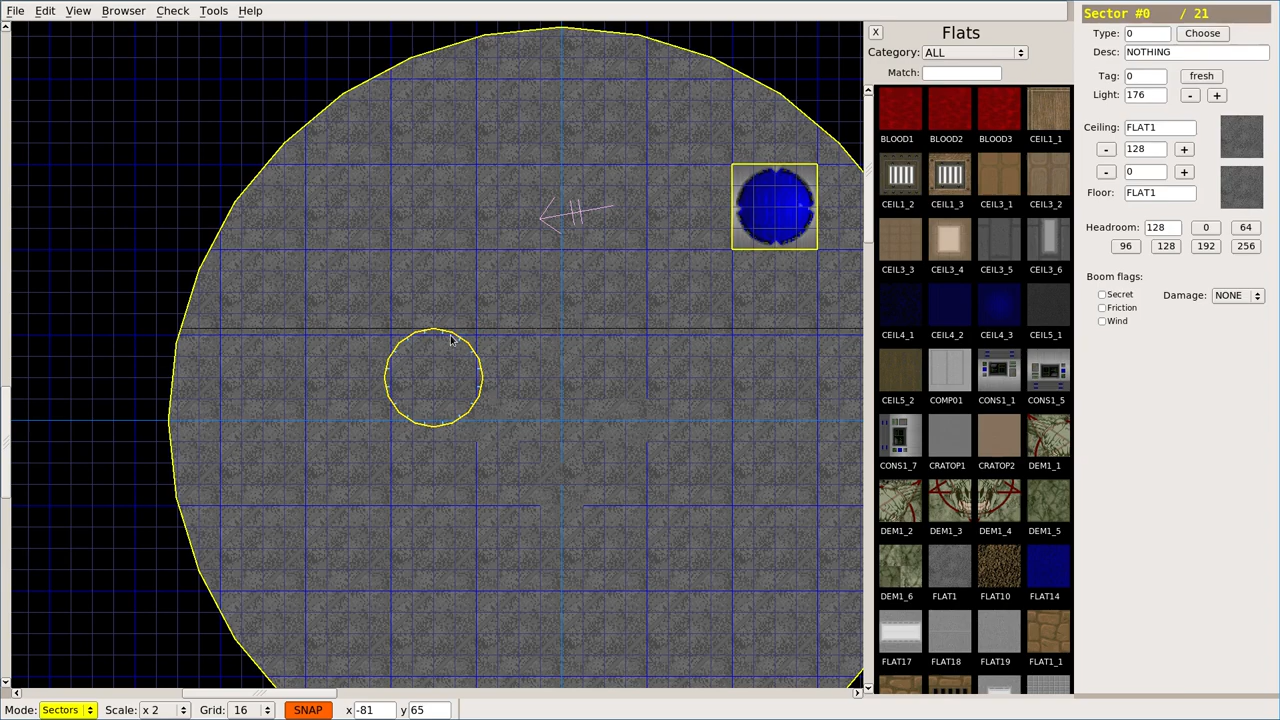 File Edit View Browser Check Tools Help
X Flats
Category: ALL
Match:
BLOOD1 BLOOD2 BLOOD3 CEIL1_1
CEIL1_2 CEIL1_3 CEIL3_1 CEIL3_2
CEIL3_3 CEIL3_4 CEIL3_5 CEIL3_6
CEIL4_1 CEIL4_2 CEIL4_3 CEIL5_1
CEIL5_2 COMP01 CONS1_1 CONS1_5
CONS1_7 CRATOP1 CRATOP2 DEM1_1
DEM1_2 DEM1_3 DEM1_4 DEM1_5
DEM1_6 FLAT1 FLAT10 FLAT14
FLAT17 FLAT18 FLAT19 FLAT1_1
Sector #0 / 21
Type: 0 Choose
Desc: NOTHING
Tag: 0 fresh
Light: 176 - +
Ceiling: FLAT1
- 128 +
- 0 +
Floor: FLAT1
Headroom: 128 0 64
96 128 192 256
Boom flags:
Secret Damage: NONE
Friction
Wind
Mode: Sectors Scale: x 2 Grid: 16 SNAP x -81 y 65